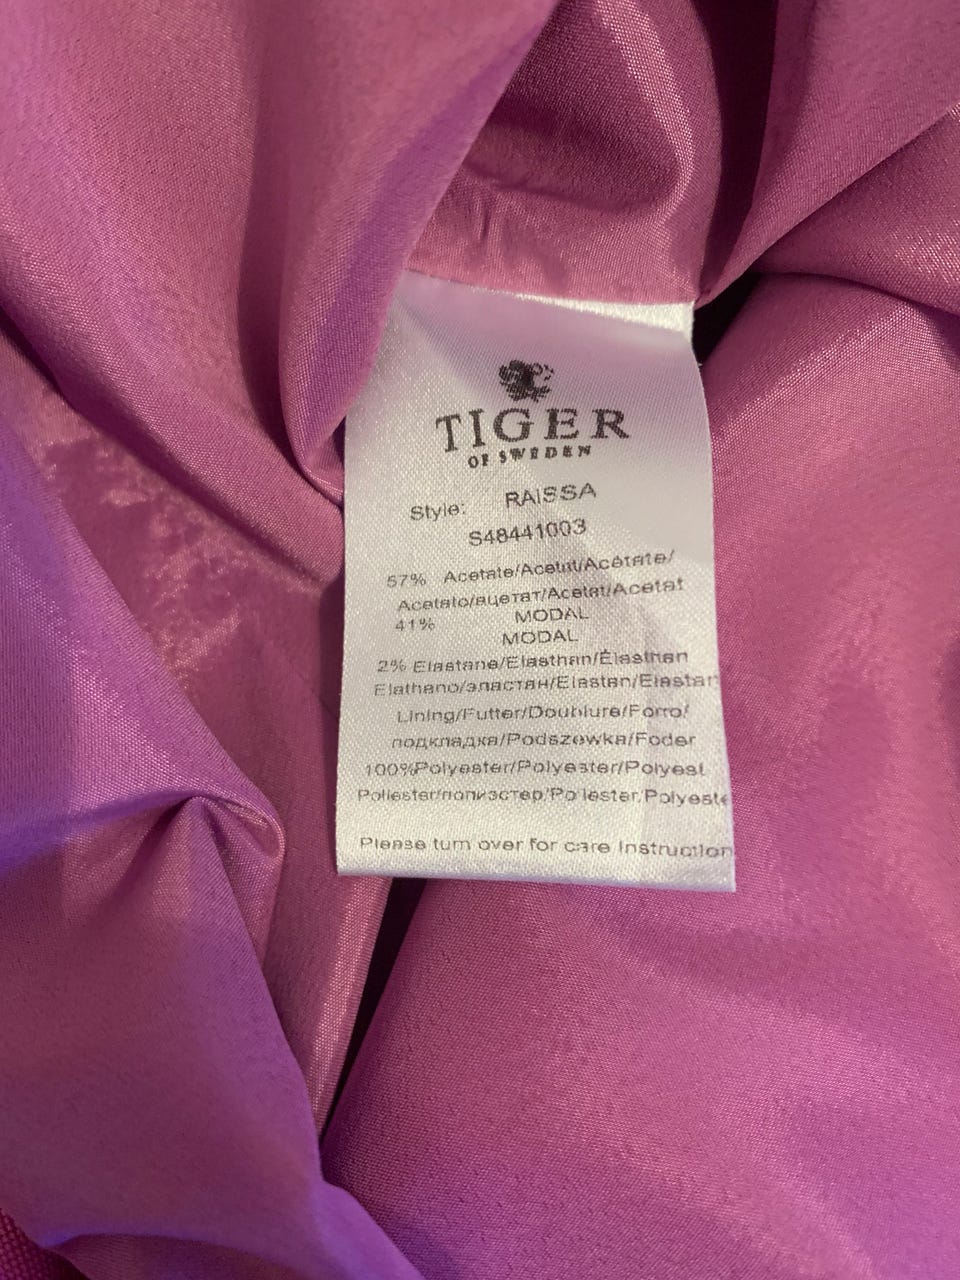 TIGER
OF SWEDEN
Style: RAISSA
S48441003
57% Acetate/Acetat/Acétate/
Acetato/ацетат/Acetat/Acetat
41% MODAL
MODAL
2% Elastane/Elasthan/Élasthan
Elathano/эластан/Elastan/Elastan
Lining/Futter/Doublure/Forro/
подкладка/Podszewka/Foder
100%Polyester/Polyester/Polyest
Poliester/полиэстер/Poliester/Polyeste
Please turn over for care Instruction